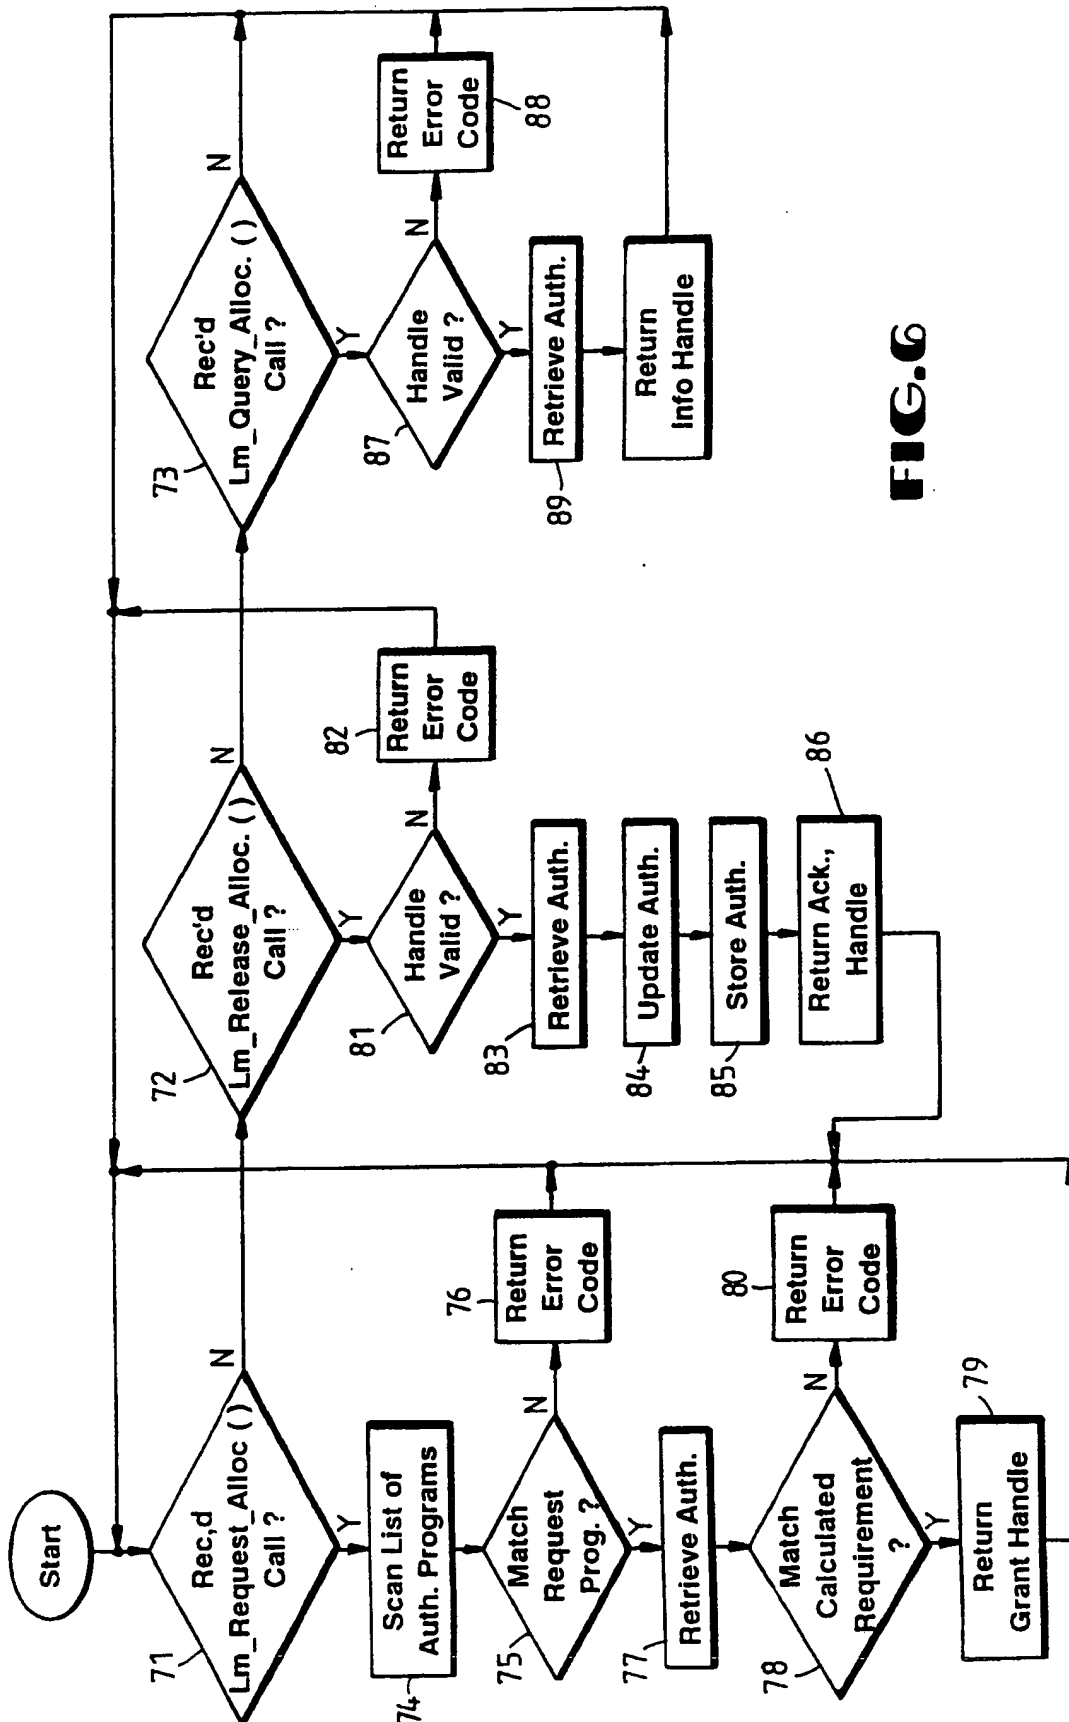 Start
71
Rec,d
Lm_Request_Alloc ( )
Call ?
N
Y
74
Scan List of
Auth. Programs
75
Match
Request
Prog. ?
N
Y
76
Return
Error
Code
77
Retrieve Auth.
78
Match
Calculated
Requirement
?
N
Y
80
Return
Error
Code
79
Return
Grant Handle
72
Rec'd
Lm_Release_Alloc. ( )
Call ?
N
Y
81
Handle
Valid ?
N
Y
82
Return
Error
Code
83
Retrieve Auth.
84
Update Auth.
85
Store Auth.
86
Return Ack.,
Handle
73
Rec'd
Lm_Query_Alloc. ( )
Call ?
N
Y
87
Handle
Valid ?
N
Y
88
Return
Error
Code
89
Retrieve Auth.
Return
Info Handle
FIG.6